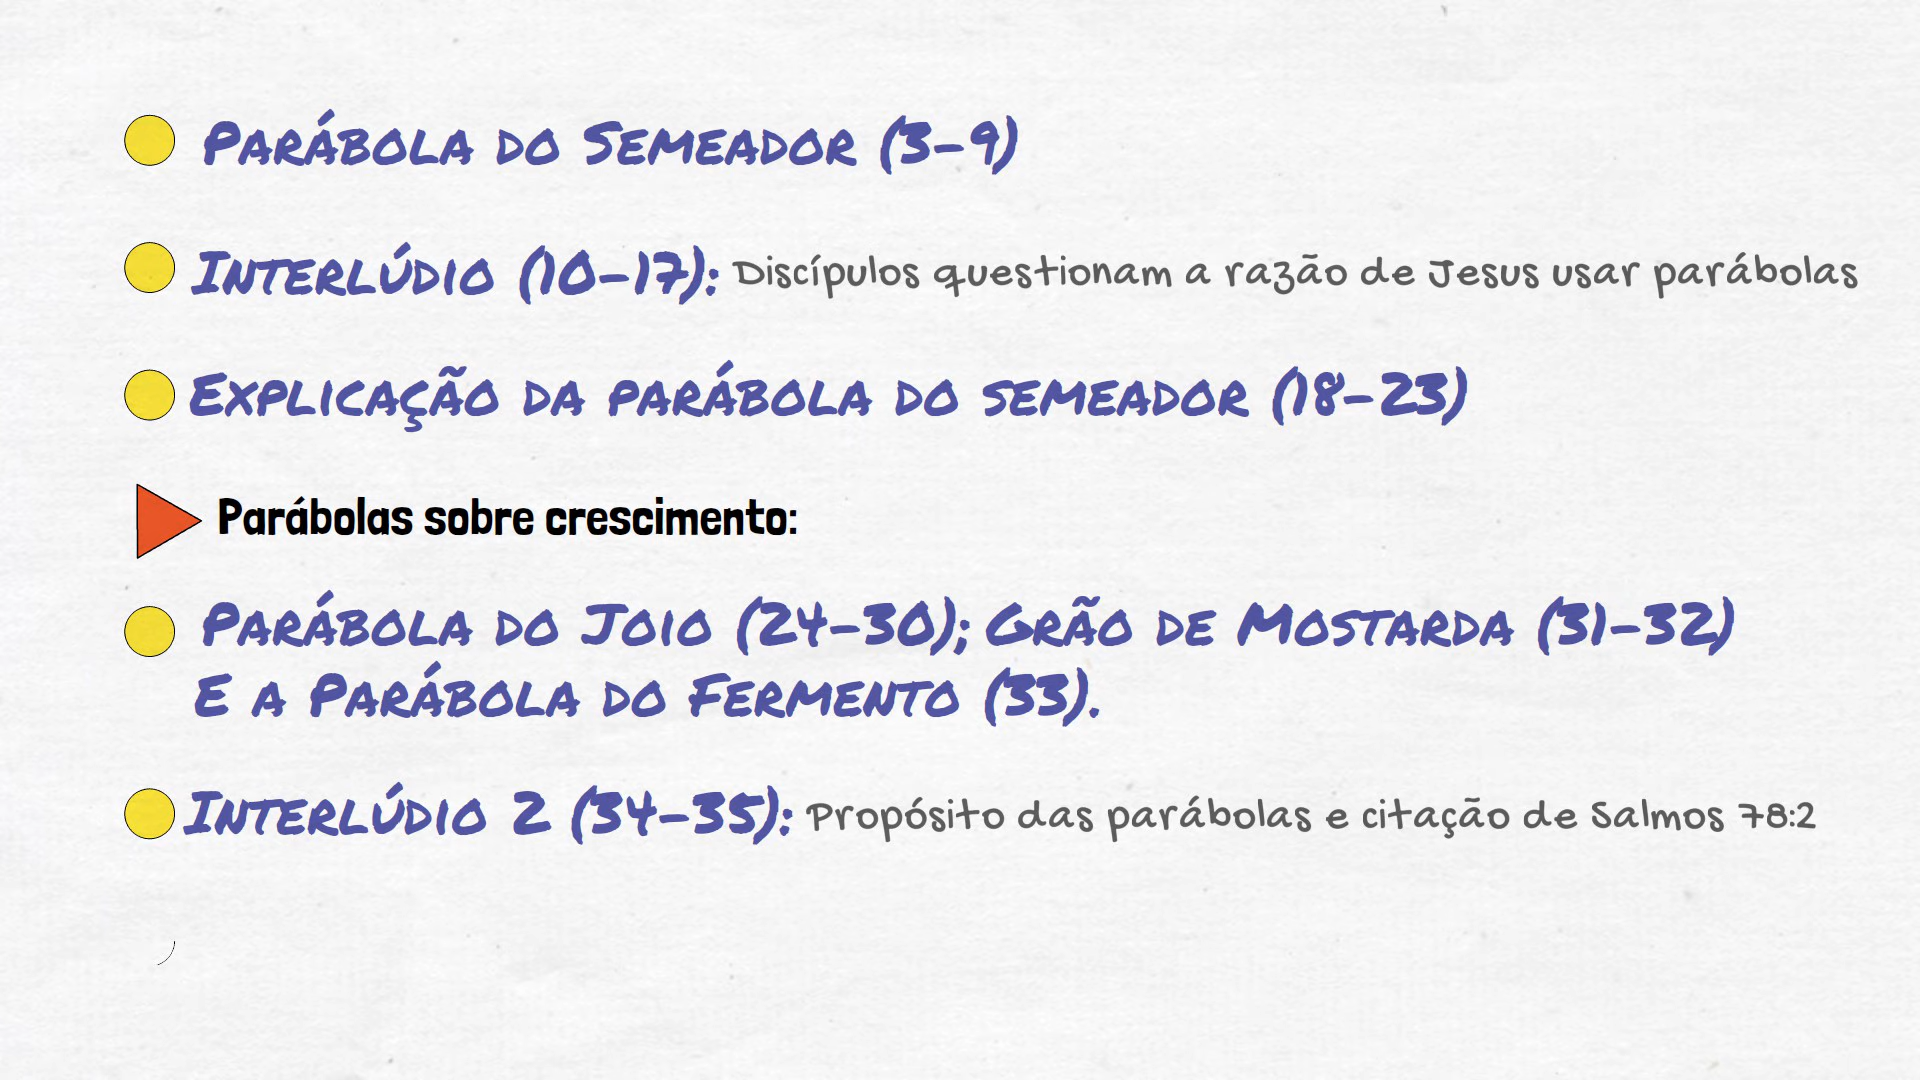 Parábola do Semeador (3-9)
Interlúdio (10-17): Discípulos questionam a razão de Jesus usar parábolas
Explicação da parábola do semeador (18-23)
Parábolas sobre crescimento:
Parábola do Joio (24-30); Grão de Mostarda (31-32)
e a Parábola do Fermento (33).
Interlúdio 2 (34-35): Propósito das parábolas e citação de Salmos 78:2